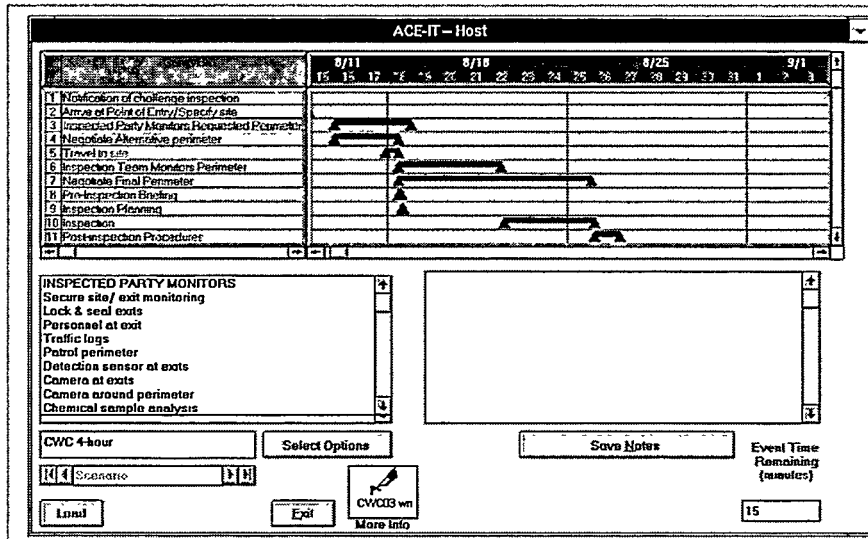 ACE-IT – Host
8/11 8/18 8/25 9/1
15 16 17 18 19 20 21 22 23 24 25 26 27 28 29 30 31 1 2 3
1 Notification of challenge inspection
2 Arrive at Point of Entry/Specify site
3 Inspected Party Monitors Requested Perimeter
4 Negotiate Alternative perimeter
5 Travel to site
6 Inspection Team Monitors Perimeter
7 Negotiate Final Perimeter
8 Pre-Inspection Briefing
9 Inspection Planning
10 Inspection
11 Post-Inspection Procedures
INSPECTED PARTY MONITORS
Secure site/ exit monitoring
Lock & seal exits
Personnel at exit
Traffic logs
Patrol perimeter
Detection sensor at exits
Camera at exits
Camera around perimeter
Chemical sample analysis
CWC 4-hour
Select Options
Save Notes
Event Time
Remaining
(minutes)
Scenario
CWC03 wri
More Info
Load
Exit
15